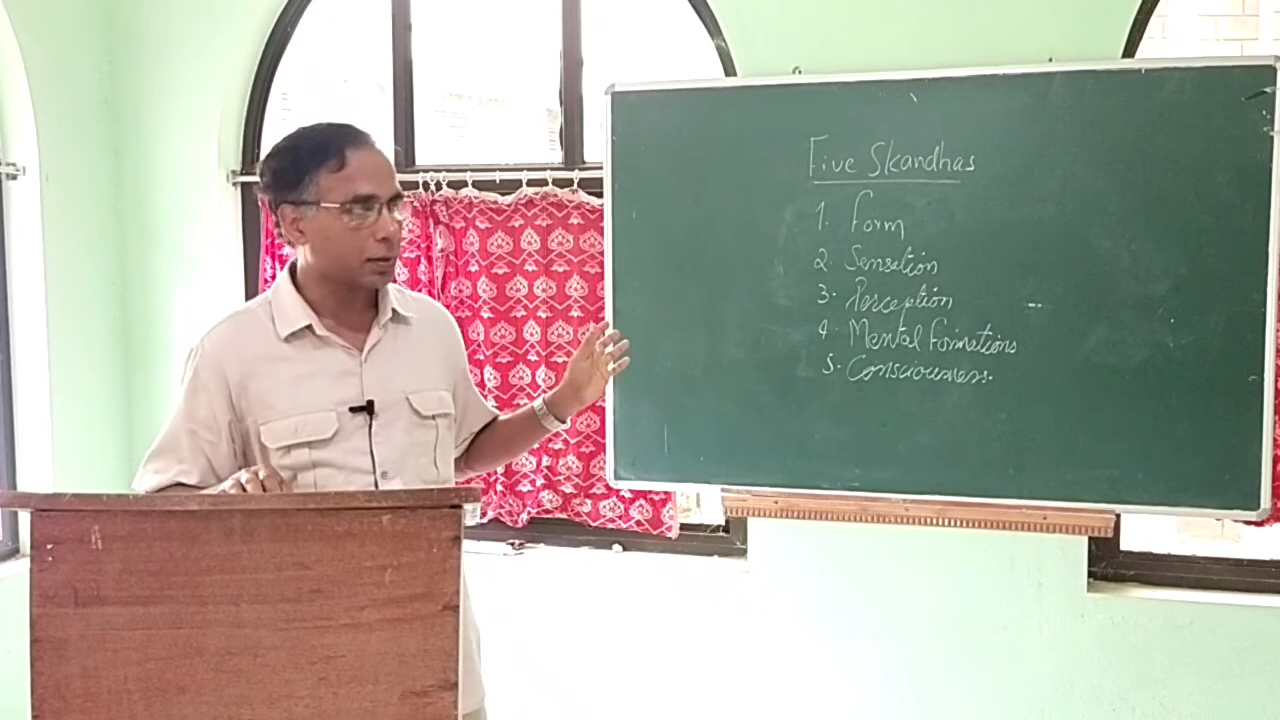 Five Skandhas
1. Form
2. Sensation
3. Perception
4. Mental Formations
5. Consciousness.